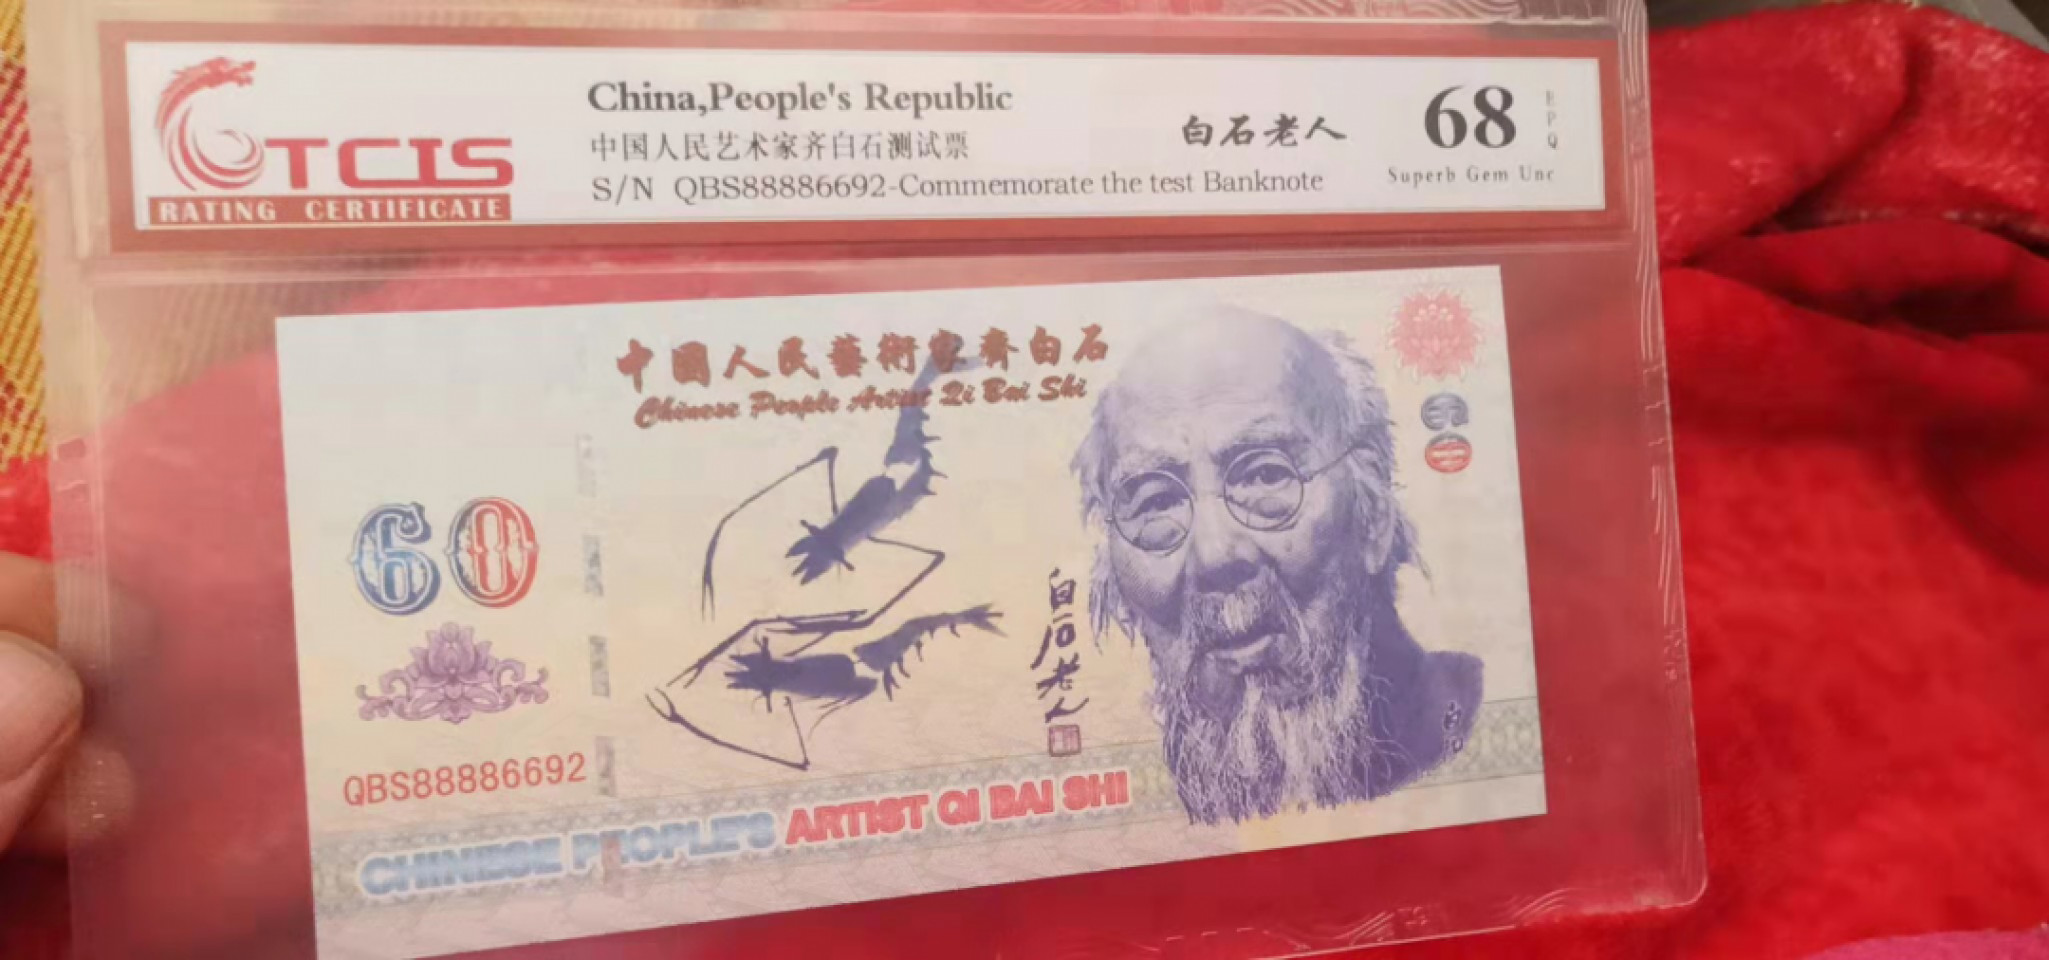 TCIS
RATING CERTIFICATE
China,People's Republic
中国人民艺术家齐白石测试票
S/N QBS88886692-Commemorate the test Banknote
白石老人
68
EPQ
Superb Gem Unc
中國人民藝術家齊白石
Chinese People Artist Qi Bai Shi
60
60
白石老人
QBS88886692
CHINESE PEOPLE'S ARTIST QI BAI SHI